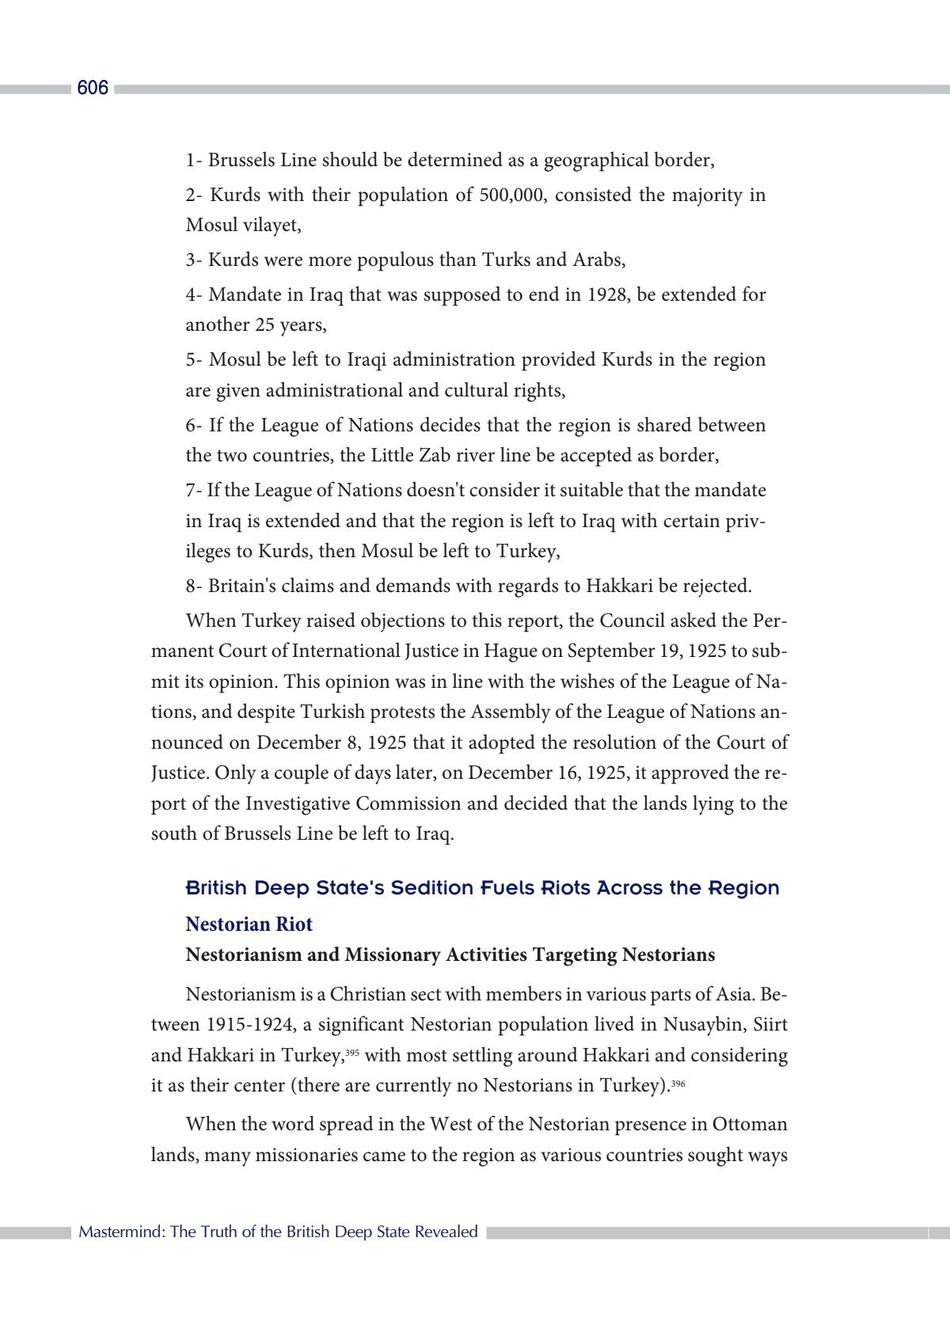 606
1- Brussels Line should be determined as a geographical border,
2- Kurds with their population of 500,000, consisted the majority in
Mosul vilayet,
3- Kurds were more populous than Turks and Arabs,
4- Mandate in Iraq that was supposed to end in 1928, be extended for
another 25 years,
5- Mosul be left to Iraqi administration provided Kurds in the region
are given administrational and cultural rights,
6- If the League of Nations decides that the region is shared between
the two countries, the Little Zab river line be accepted as border,
7- If the League of Nations doesn't consider it suitable that the mandate
in Iraq is extended and that the region is left to Iraq with certain priv-
ileges to Kurds, then Mosul be left to Turkey,
8- Britain's claims and demands with regards to Hakkari be rejected.
When Turkey raised objections to this report, the Council asked the Per-
manent Court of International Justice in Hague on September 19, 1925 to sub-
mit its opinion. This opinion was in line with the wishes of the League of Na-
tions, and despite Turkish protests the Assembly of the League of Nations an-
nounced on December 8, 1925 that it adopted the resolution of the Court of
Justice. Only a couple of days later, on December 16, 1925, it approved the re-
port of the Investigative Commission and decided that the lands lying to the
south of Brussels Line be left to Iraq.
British Deep State's Sedition Fuels Riots Across the Region
Nestorian Riot
Nestorianism and Missionary Activities Targeting Nestorians
Nestorianism is a Christian sect with members in various parts of Asia. Be-
tween 1915-1924, a significant Nestorian population lived in Nusaybin, Siirt
and Hakkari in Turkey,395 with most settling around Hakkari and considering
it as their center (there are currently no Nestorians in Turkey).396
When the word spread in the West of the Nestorian presence in Ottoman
lands, many missionaries came to the region as various countries sought ways
Mastermind: The Truth of the British Deep State Revealed